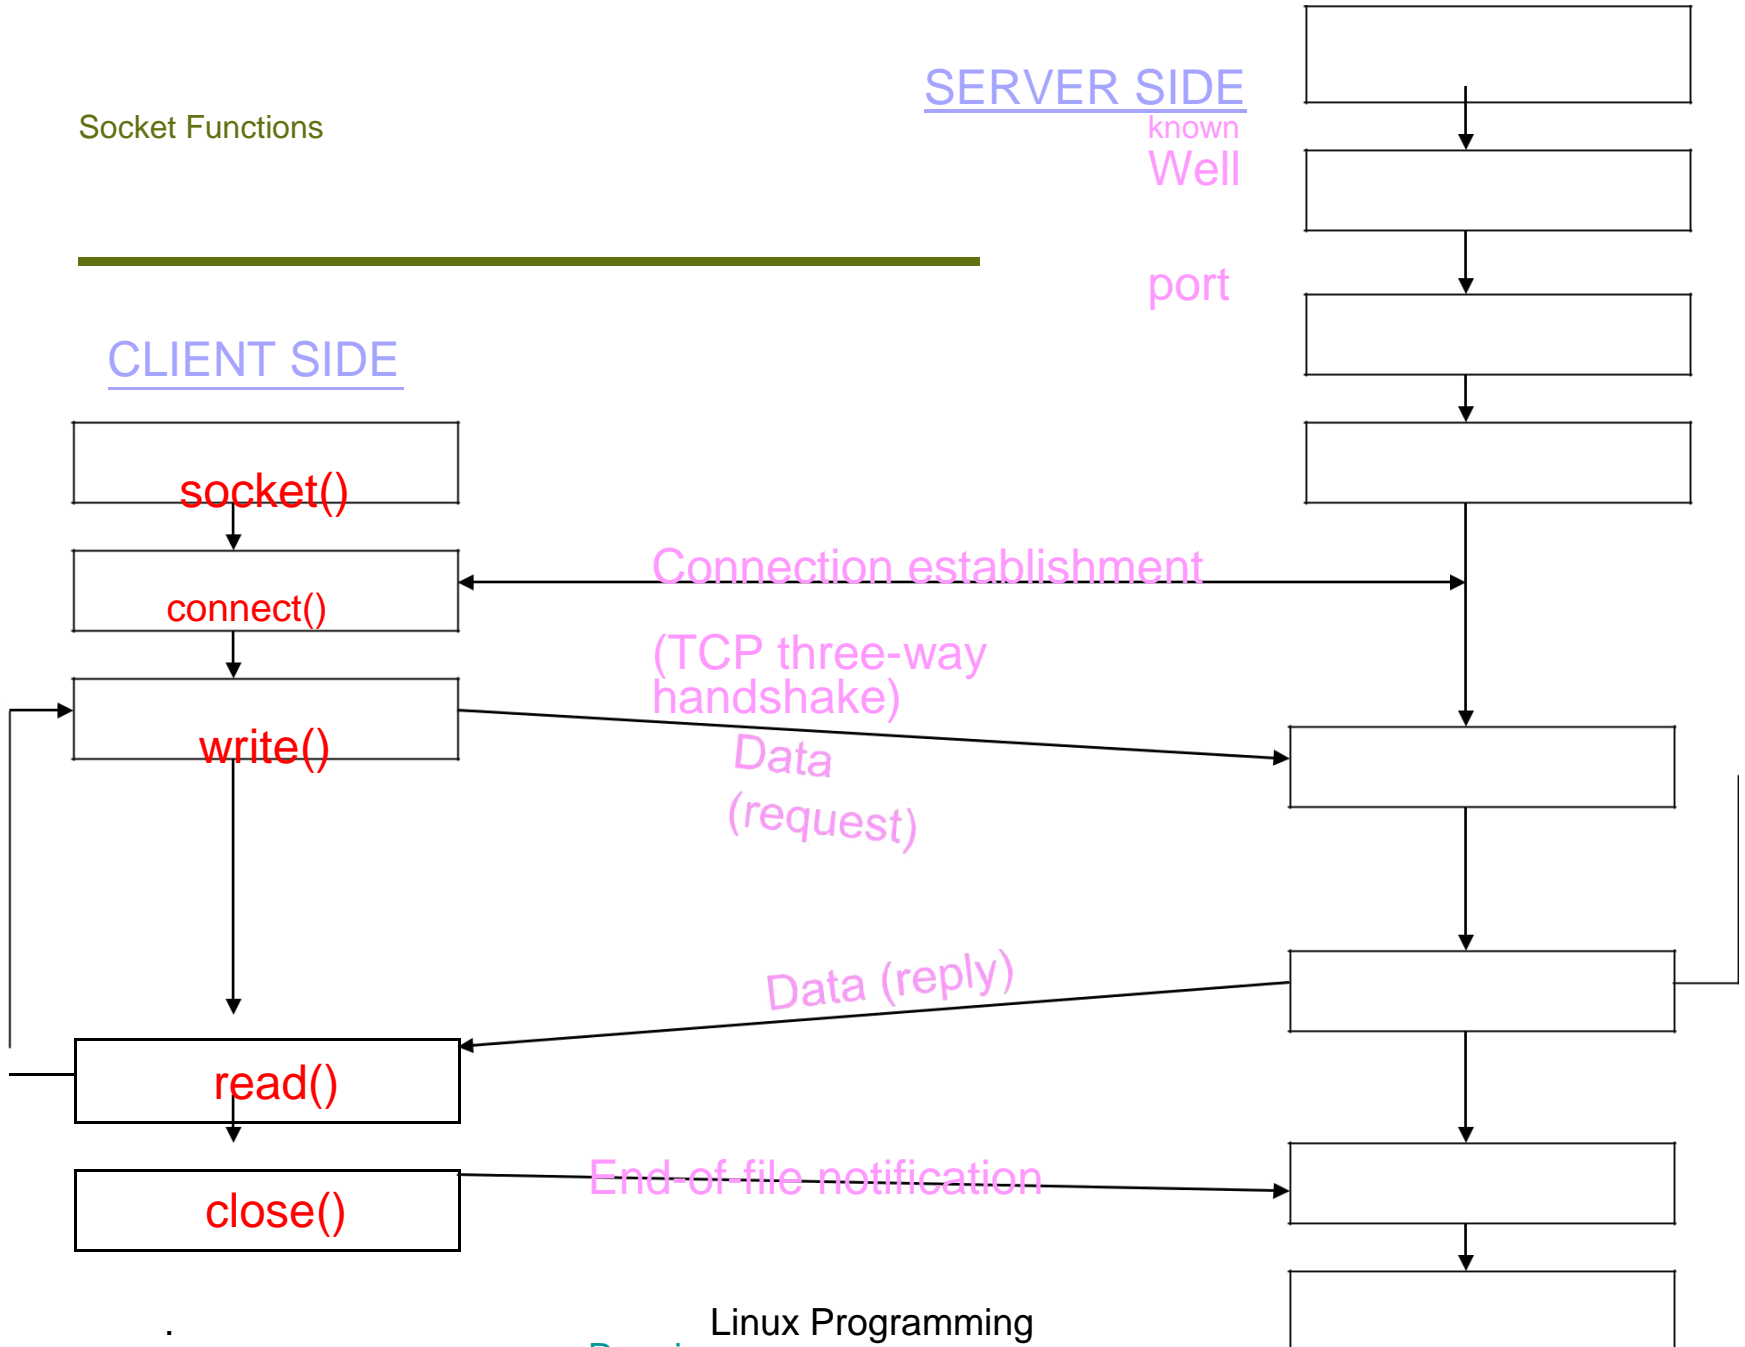 SERVER SIDE
Socket Functions
known
Well
port
CLIENT SIDE
socket()
Connection establishment
connect()
(TCP three-way
handshake)
write()
Data
(request)
Data (reply)
read()
End-of-file notification
close()
.
Linux Programming